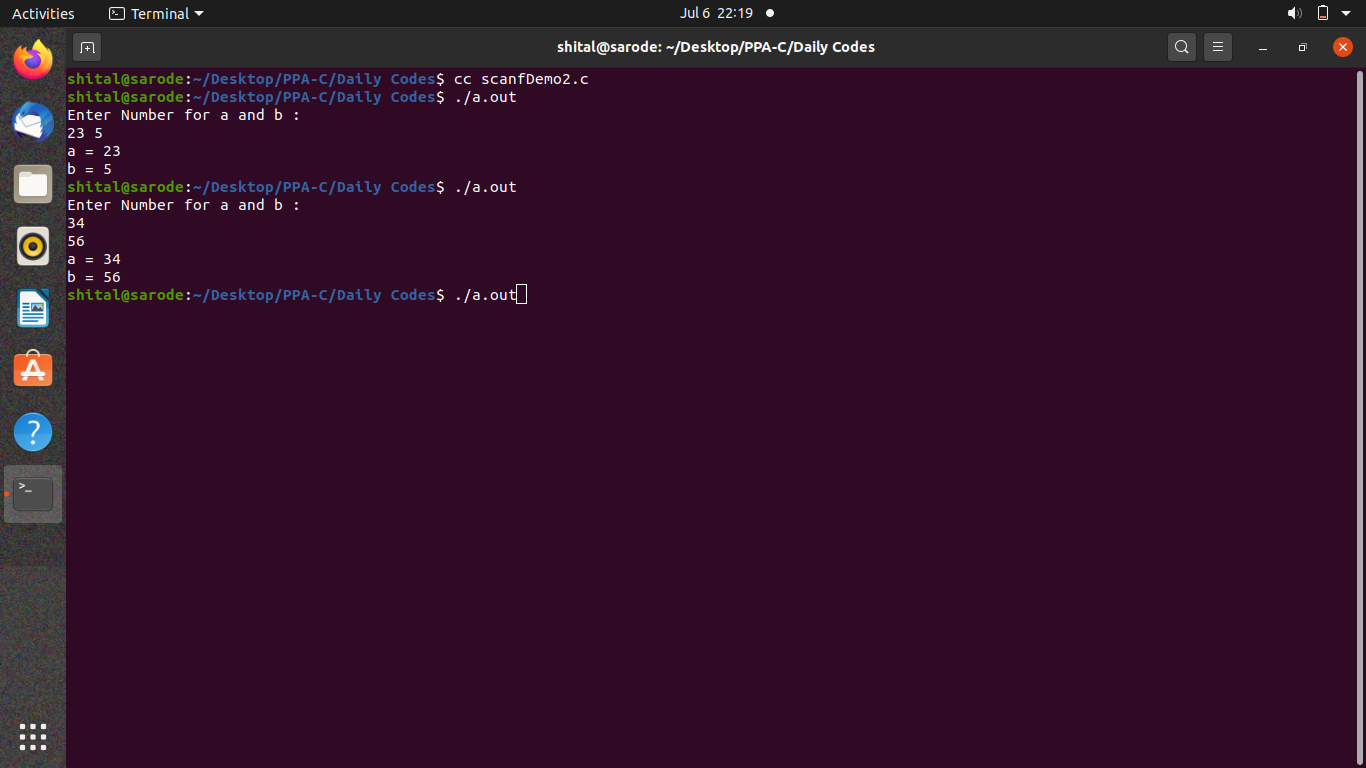 Activities Terminal Jul 6 22:19
shital@sarode: ~/Desktop/PPA-C/Daily Codes
shital@sarode:~/Desktop/PPA-C/Daily Codes$ cc scanfDemo2.c
shital@sarode:~/Desktop/PPA-C/Daily Codes$ ./a.out
Enter Number for a and b :
23 5
a = 23
b = 5
shital@sarode:~/Desktop/PPA-C/Daily Codes$ ./a.out
Enter Number for a and b :
34
56
a = 34
b = 56
shital@sarode:~/Desktop/PPA-C/Daily Codes$ ./a.out